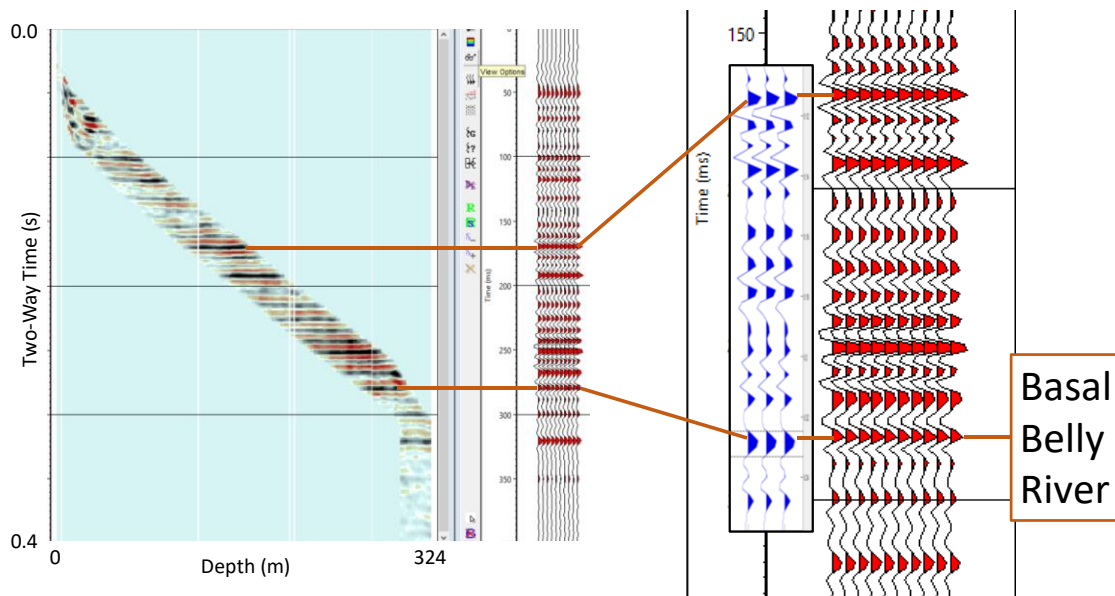 0.0
Two-Way Time (s)
0.4
0
Depth (m)
324
View Options
R
B
50
100
150
200
250
300
350
Time (ms)
150
Time (ms)
Basal
Belly
River